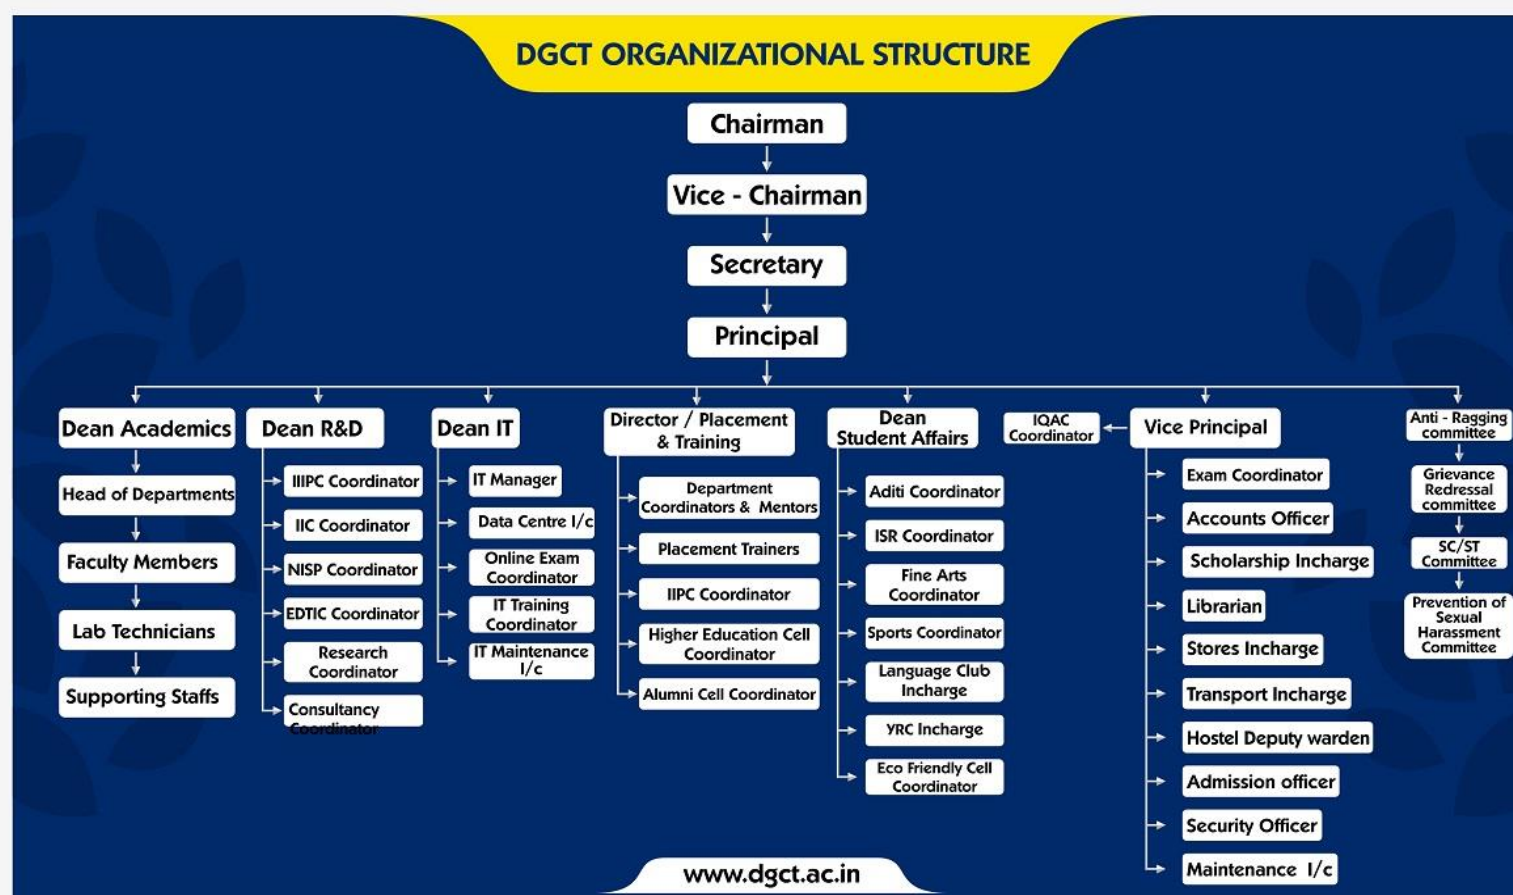 DGCT ORGANIZATIONAL STRUCTURE
Chairman
Vice - Chairman
Secretary
Principal
Dean Academics
Head of Departments
Faculty Members
Lab Technicians
Supporting Staffs
Dean R&D
IIIPC Coordinator
IIC Coordinator
NISP Coordinator
EDTIC Coordinator
Research
Coordinator
Consultancy
Coordinator
Dean IT
IT Manager
Data Centre I/c
Online Exam
Coordinator
IT Training
Coordinator
IT Maintenance
I/c
Director / Placement
& Training
Department
Coordinators & Mentors
Placement Trainers
IIPC Coordinator
Higher Education Cell
Coordinator
Alumni Cell Coordinator
Dean
Student Affairs
Aditi Coordinator
ISR Coordinator
Fine Arts
Coordinator
Sports Coordinator
Language Club
Incharge
YRC Incharge
Eco Friendly Cell
Coordinator
IQAC
Coordinator
Vice Principal
Exam Coordinator
Accounts Officer
Scholarship Incharge
Librarian
Stores Incharge
Transport Incharge
Hostel Deputy warden
Admission officer
Security Officer
Maintenance I/c
Anti - Ragging
committee
Grievance
Redressal
committee
SC/ST
Committee
Prevention of
Sexual
Harassment
Committee
www.dgct.ac.in